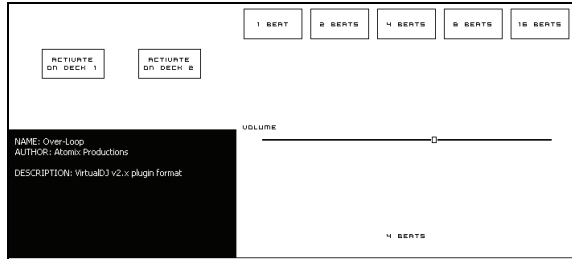 1 BEAT
2 BEATS
4 BEATS
8 BEATS
16 BEATS
ACTIVATE
ON DECK 1
ACTIVATE
ON DECK 2
VOLUME
NAME: Over-Loop
AUTHOR: Atomix Productions
DESCRIPTION: VirtualDJ v2.x plugin format
4 BEATS